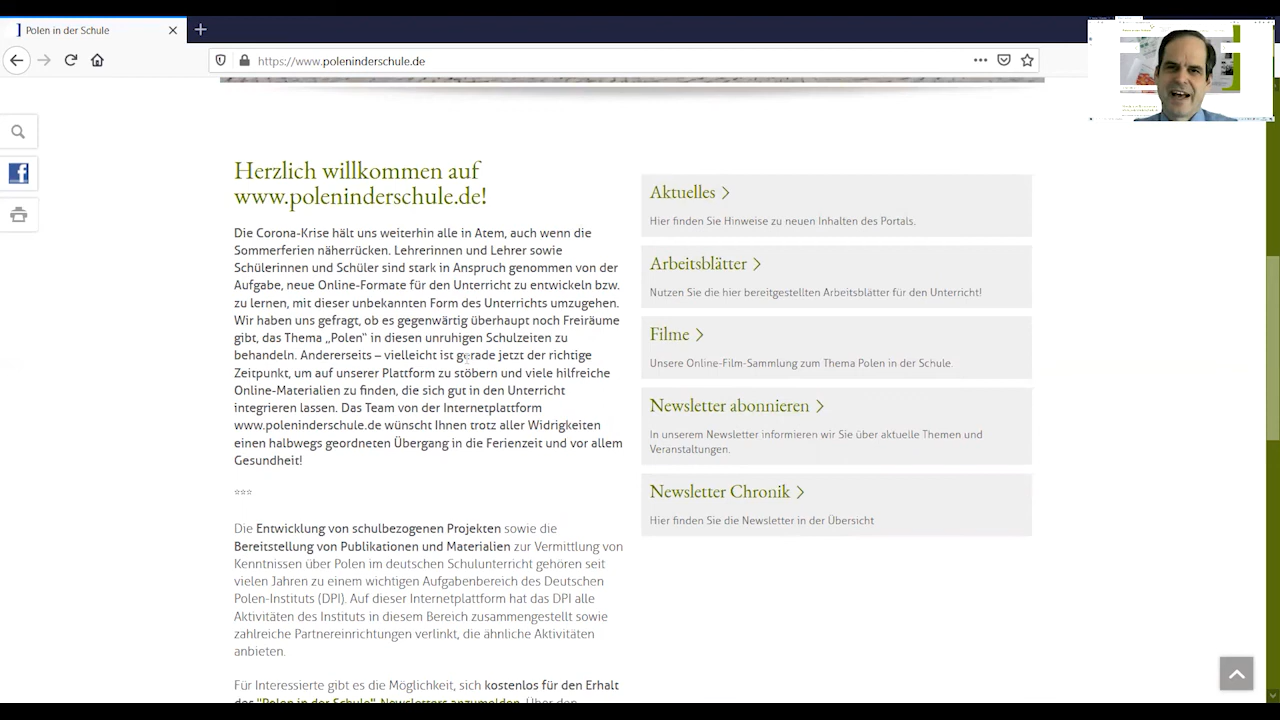 Polen in der Schule
https://www.poleninderschule.de
Herzlich willkommen auf
www.poleninderschule.de!
Die Corona-Krise hält uns weiterhin alle in Atem, auch wenn die
Sommerferien näherrücken. Lehrerinnen und Lehrer sowie
Schülerinnen und Schüler sind stark in Anspruch genommen von der
Aufgabe, neue Online-Formate für den Unterricht zu entwickeln bzw.
zu lernen, mit dieser unbekannten Form des Unterrichts umzugehen.
Wir haben uns gefragt, ob es gegenwärtig überhaupt noch Freiräume
gibt, das Thema „Polen“ in diesen unruhigen Schulzeiten zu
behandeln. Andererseits – vielleicht ist gerade jetzt der richtige
Zeitpunkt, um auf unserer Plattform zu stöbern und viele hilfreiche
Online-Materialien zu finden, die sich gut in den Unterricht
integrieren lassen. Das Team von der Internetplattform
www.poleninderschule.de wünscht Ihnen trotz aller Widrigkeiten
einen halbwegs geordneten Übergang in die Ferienzeit und vor allem
Gesundheit!
***
Die Entwicklung von schulbezogenen Projekten sowie die
Bereitstellung von Publikationen und Materialien zur Vermittlung von
Kenntnissen über Polen im deutschen Schulunterricht gehören seit
vielen Jahren zu einem wichtigen Aufgabenbereich des Deutschen
Polen-Instituts (DPI). Auf dieser Internetplattform hat das DPI alle
Aktivitäten des Instituts in diesem Bereich zusammengestellt sowie
zahlreiche Partnereinrichtungen verlinkt, die ähnliche Aktivitäten
anbieten.
Für Interessierte gibt es die Möglichkeit, sich kostenlos für den Erhalt
des "Polen in der Schule"-Newsletters anzumelden. Über den
Aktuelles
Hier finden Sie Hinweise zu neuen Inhalten des Portals.
Arbeitsblätter
Nutzen Sie die hier bereitgestellten Arbeitsblätter für den Unterricht!
Filme
Unsere Online-Film-Sammlung zum Thema Polen in der Schule.
Newsletter abonnieren
In unserem Newsletter informieren wir Sie über aktuelle Themen und
Veranstaltungen.
Newsletter Chronik
Hier finden Sie die Newsletter in der Übersicht